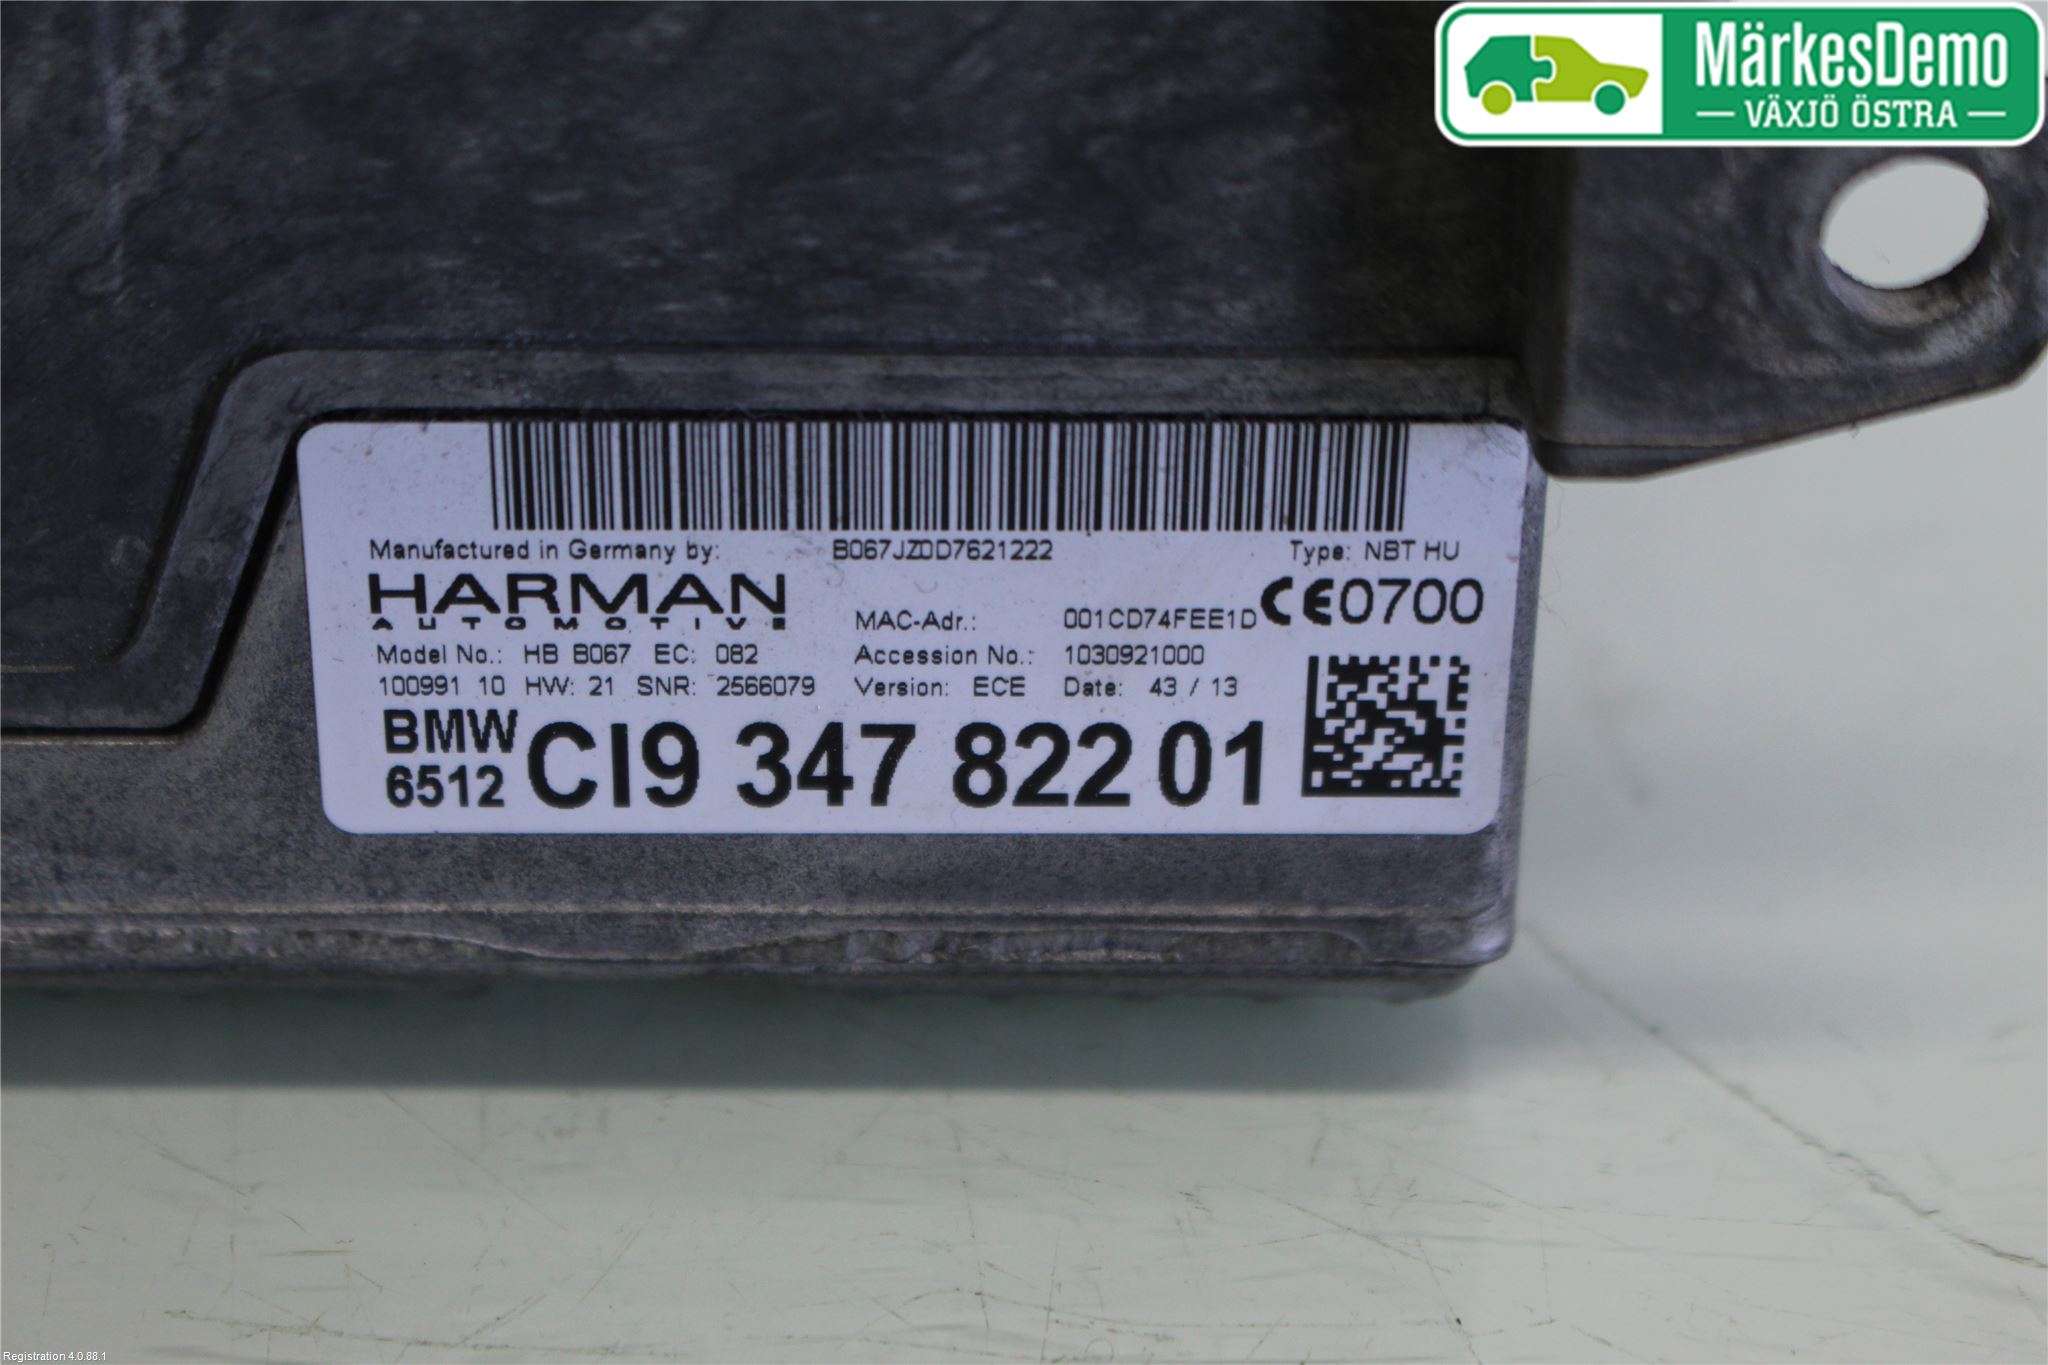 MärkesDemo
VÄXJÖ ÖSTRA
Manufactured in Germany by: B067JZ0D7621222 Type: NBT HU
HARMAN
AUTOMOTIVE
MAC-Adr.: 001CD74FEE1D CE0700
Model No.: HB B067 EC: 082 Accession No.: 1030921000
100991 10 HW: 21 SNR: 2566079 Version: ECE Date: 43 / 13
BMW
6512 CI9 347 822 01
Registration 4.0.88.1